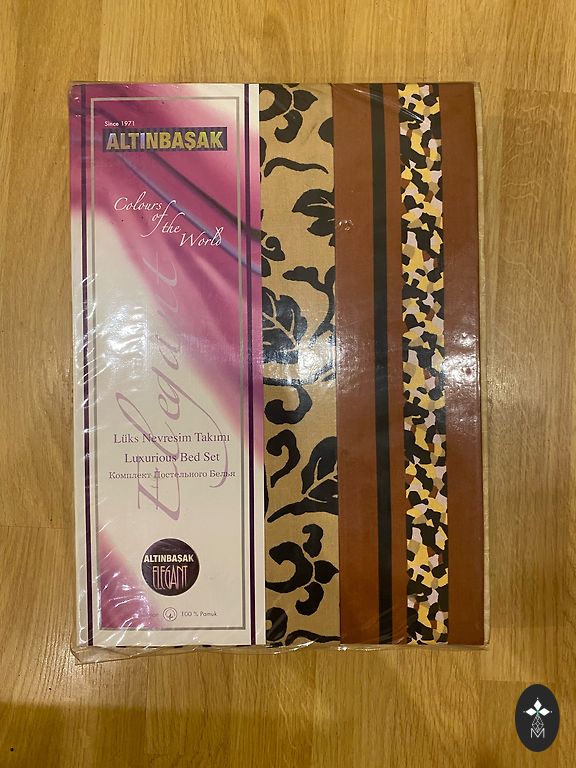 Since 1971
ALTINBAŞAK
Colours
of the
World
Elegant
Lüks Nevresim Takımı
Luxurious Bed Set
Комплект Постельного Белья
ALTINBAŞAK
ELEGANT
100 % Pamuk
M